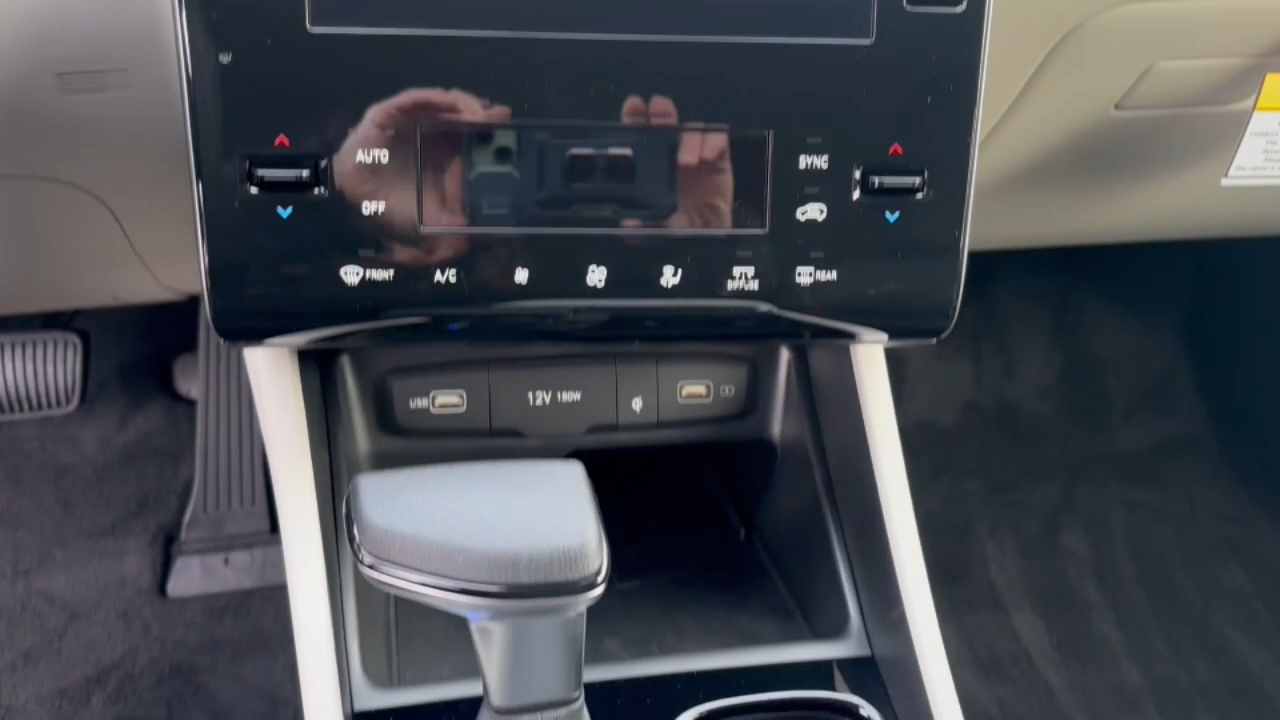 AUTO
SYNC
OFF
FRONT
A/C
DIFFUSE
REAR
USB
12V 180W